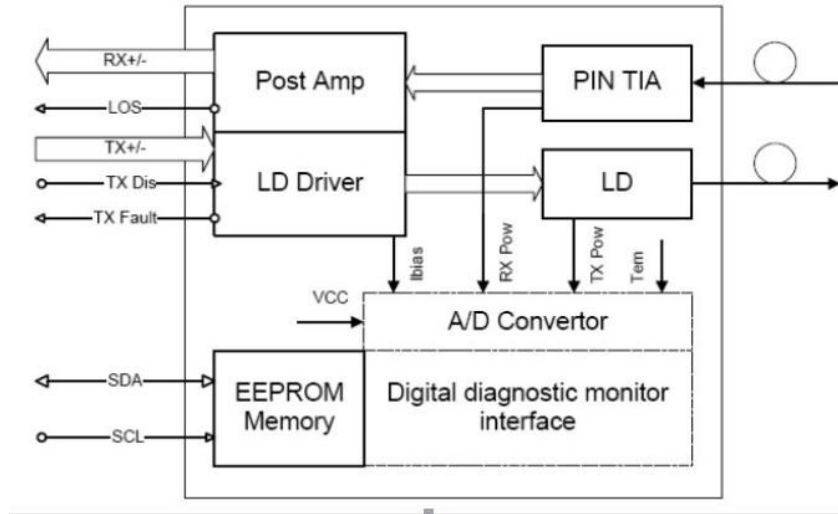 RX+/-
Post Amp
PIN TIA
LOS
TX+/-
LD Driver
LD
TX Dis
TX Fault
Ibias
RX Pow
TX Pow
Tem
VCC
A/D Convertor
SDA
EEPROM
Memory
Digital diagnostic monitor
interface
SCL